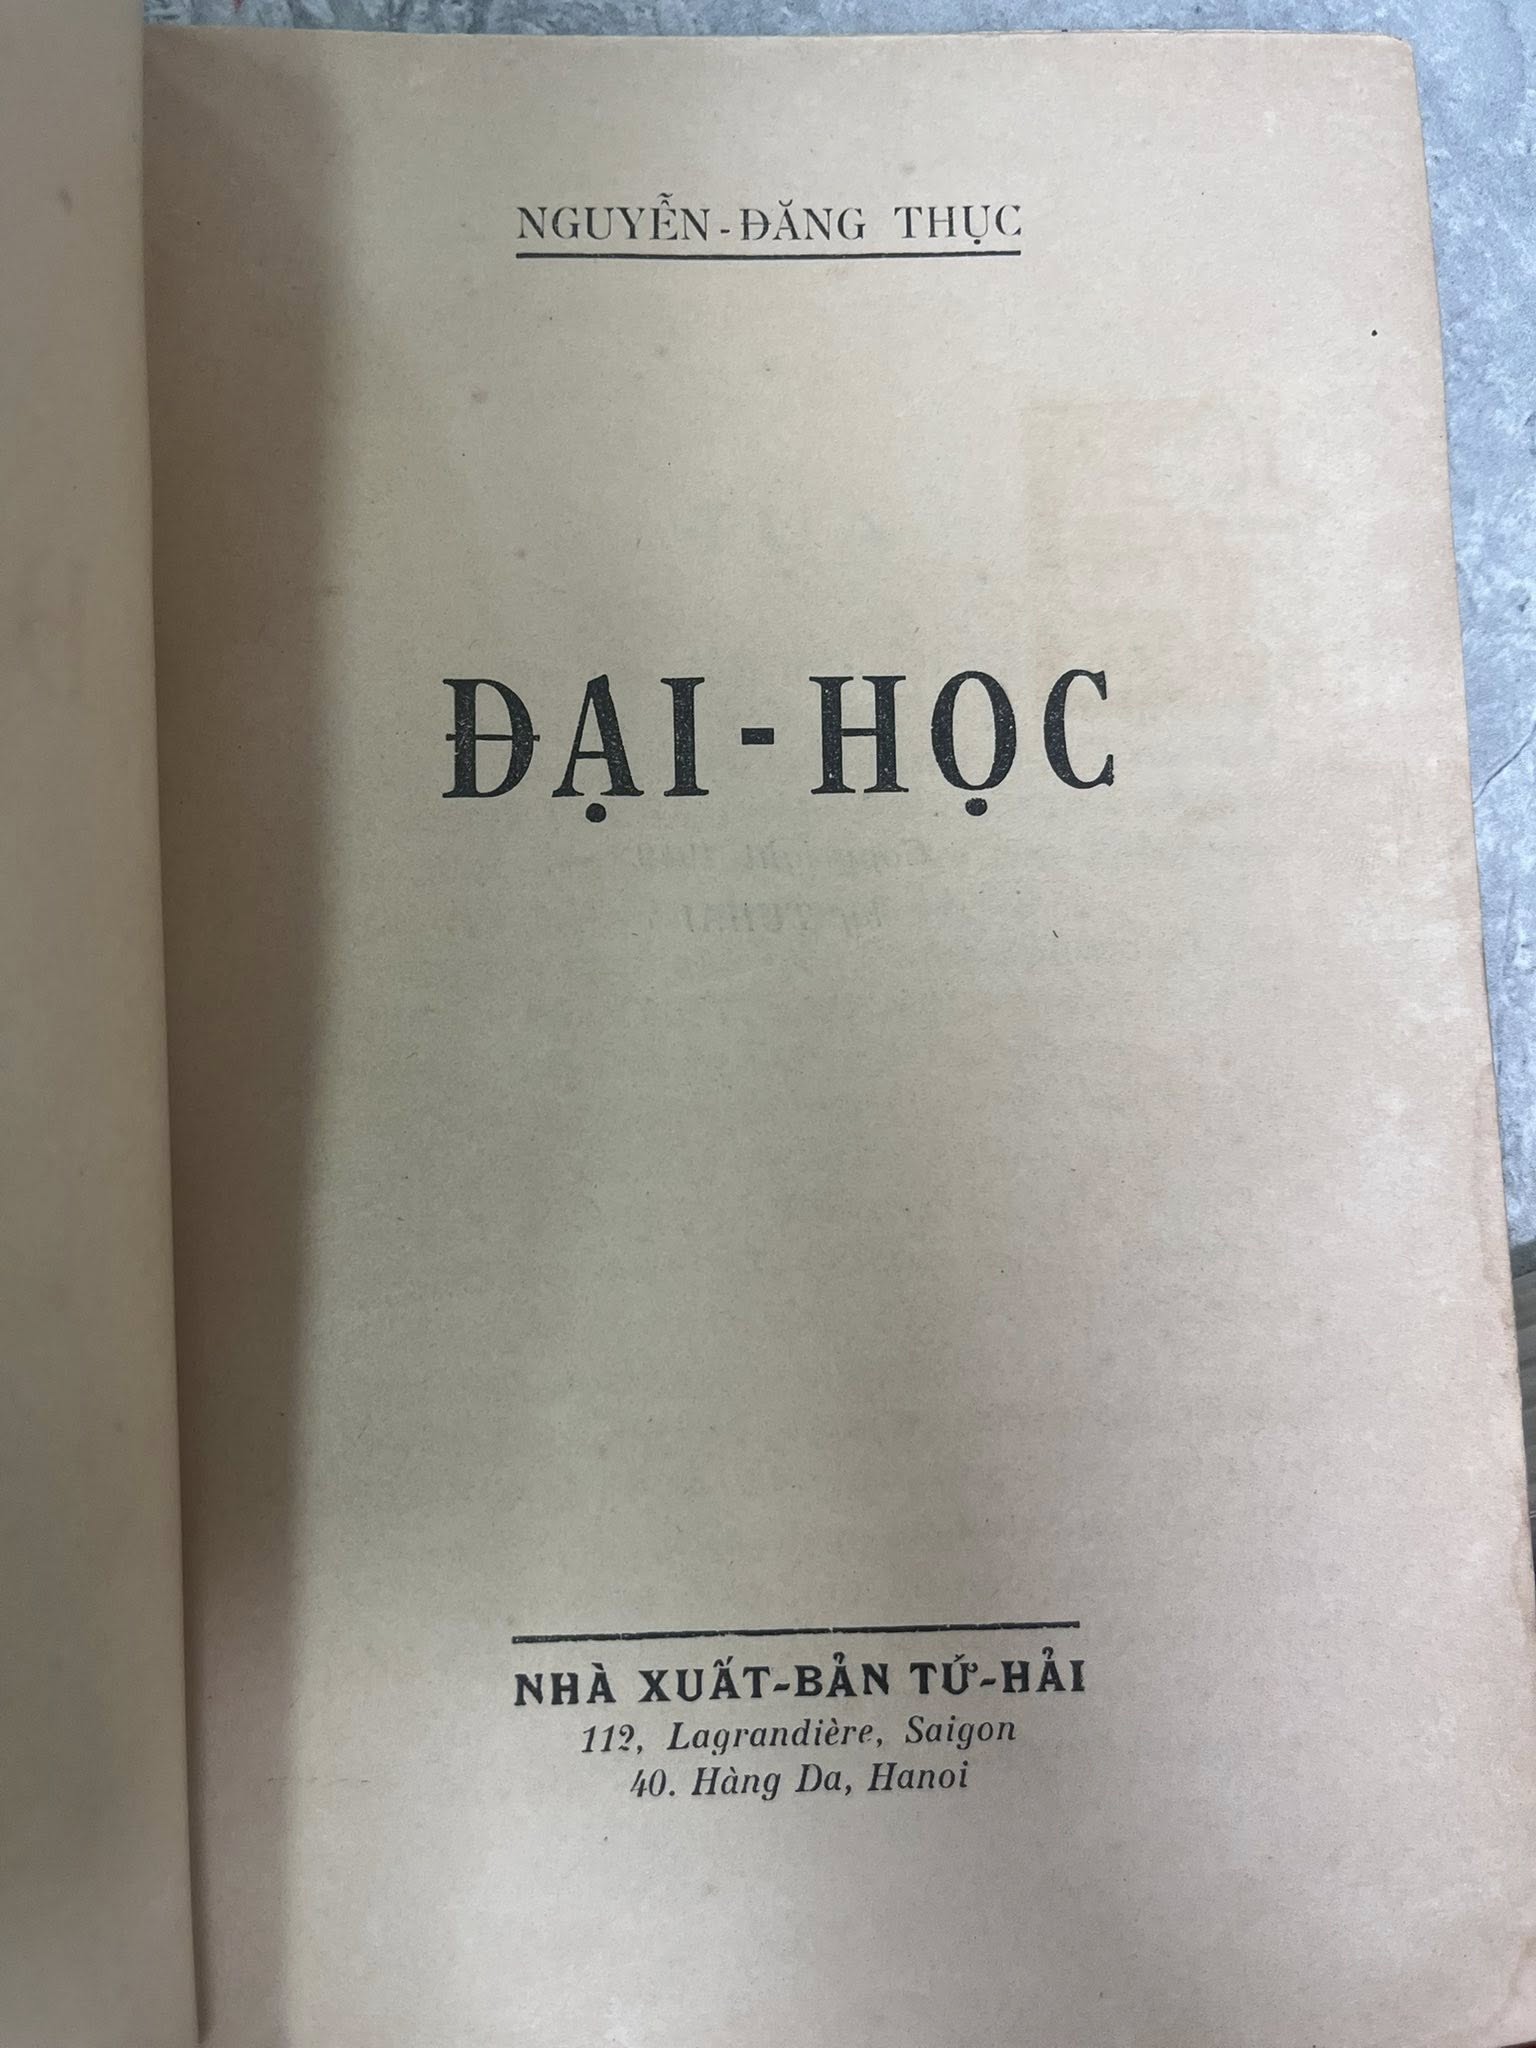 NGUYỄN-ĐĂNG THỤC
ĐẠI-HỌC
NHÀ XUẤT-BẢN TỨ-HẢI
112, Lagrandière, Saigon
40. Hàng Da, Hanoi